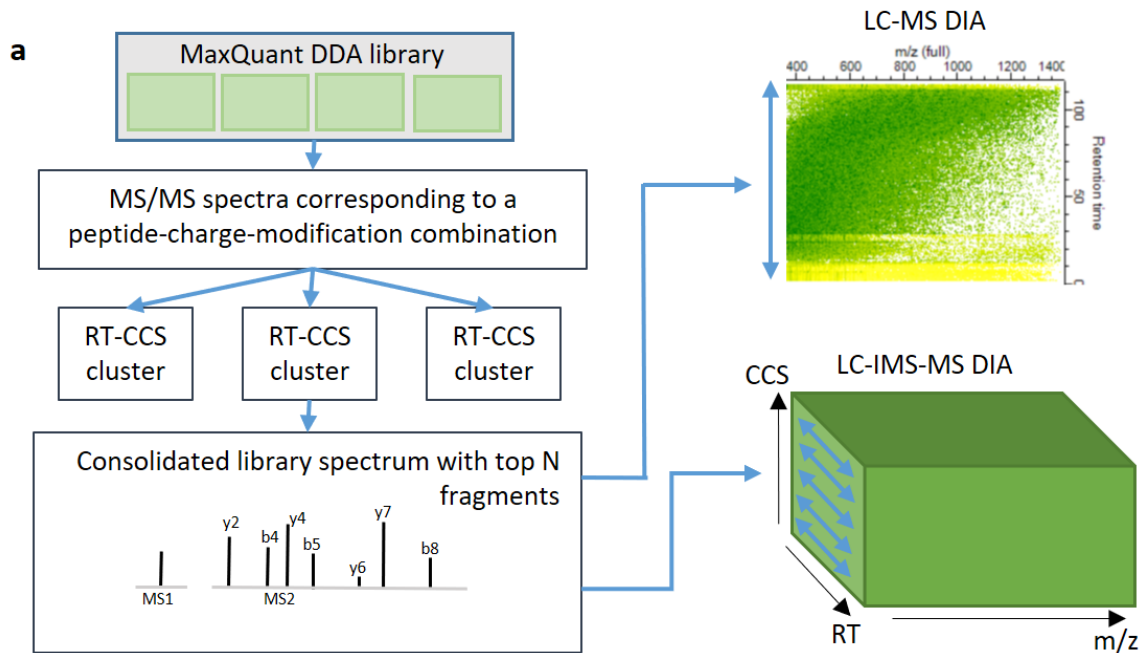 a
MaxQuant DDA library
MS/MS spectra corresponding to a
peptide-charge-modification combination
RT-CCS
cluster
RT-CCS
cluster
RT-CCS
cluster
Consolidated library spectrum with top N
fragments
y2
b4
y4
b5
y6
y7
b8
MS1
MS2
LC-MS DIA
m/z (full)
400 600 800 1000 1200 1400
100
50
0
Retention time
LC-IMS-MS DIA
CCS
RT
m/z